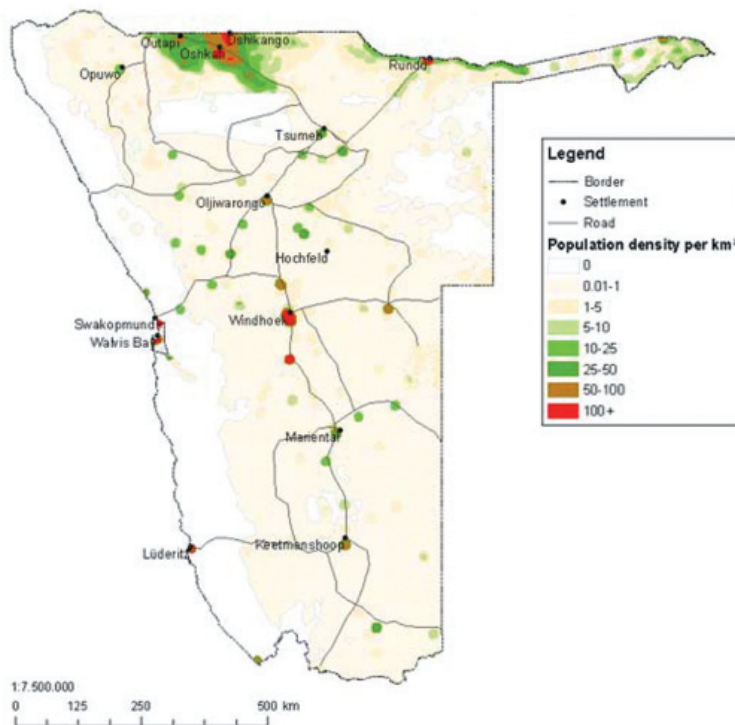 Outapi
Oshikango
Oshkati
Opuwo
Rundu
Tsumeb
Oljiwarongo
Hochfeld
Swakopmund
Walvis Bay
Windhoek
Mariental
Lüderitz
Keetmanshoop
Legend
Border
Settlement
Road
Population density per km²
0
0.01-1
1-5
5-10
10-25
25-50
50-100
100+
1:7.500.000
0 125 250 500 km